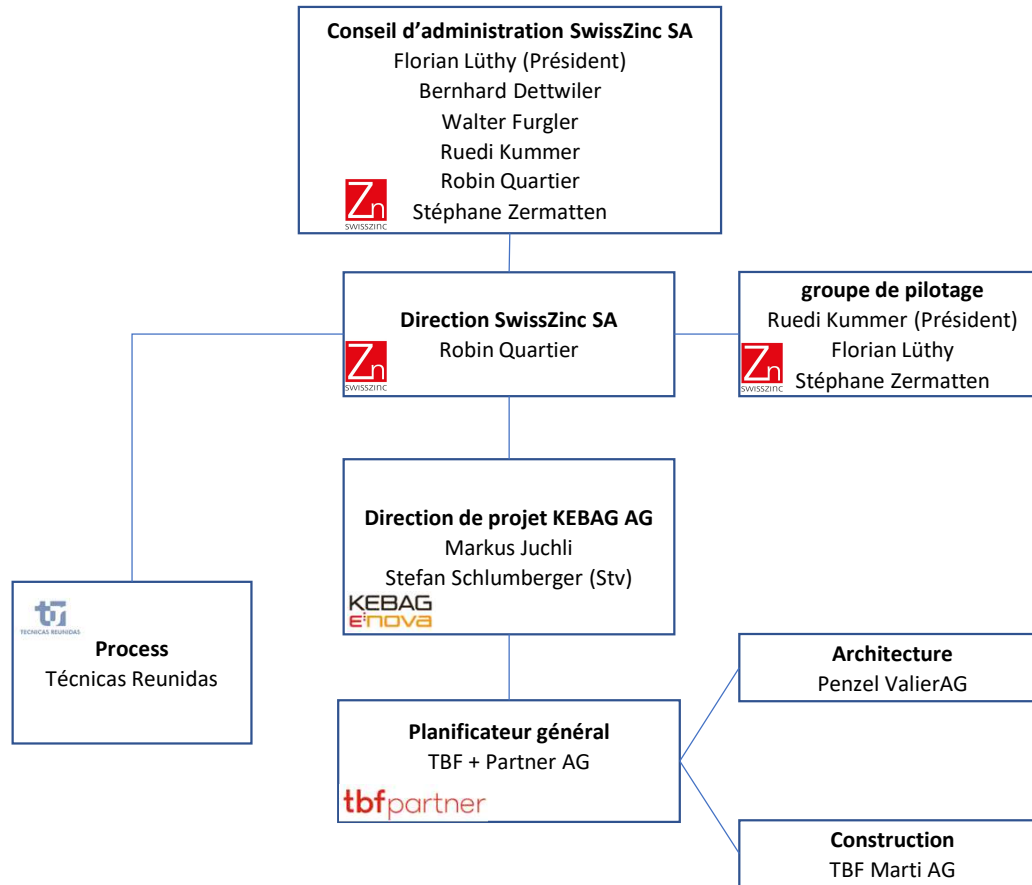 Conseil d’administration SwissZinc SA
Florian Lüthy (Président)
Bernhard Dettwiler
Walter Furgler
Ruedi Kummer
Robin Quartier
Stéphane Zermatten
Zn
swisszinc
Direction SwissZinc SA
Robin Quartier
Zn
swisszinc
groupe de pilotage
Ruedi Kummer (Président)
Florian Lüthy
Stéphane Zermatten
Zn
swisszinc
Direction de projet KEBAG AG
Markus Juchli
Stefan Schlumberger (Stv)
KEBAG
Enova
tr
TECNICAS REUNIDAS
Process
Técnicas Reunidas
Planificateur général
TBF + Partner AG
tbfpartner
Architecture
Penzel ValierAG
Construction
TBF Marti AG